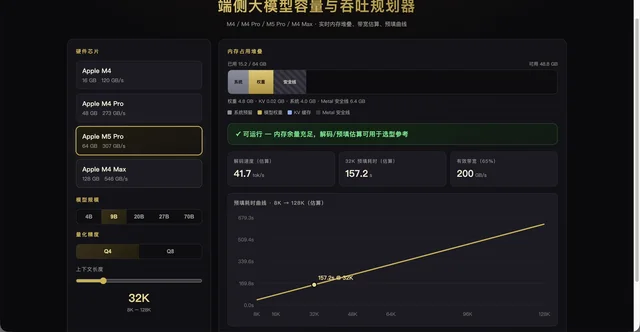 端侧大模型容量与吞吐规划器
M4 / M4 Pro / M5 Pro / M4 Max · 实时内存堆叠，带宽估算，预填曲线
硬件芯片
Apple M4
16 GB 120 GB/s
Apple M4 Pro
48 GB 273 GB/s
Apple M5 Pro
64 GB 307 GB/s
Apple M4 Max
128 GB 546 GB/s
模型规模
4B 9B 20B 27B 70B
量化精度
Q4 Q8
上下文长度
32K
8K — 128K
内存占用堆叠
已用 15.2 / 64 GB 可用 48.8 GB
系统 权重 安全线
权重 4.8 GB · KV 0.02 GB · 系统 4.0 GB · Metal 安全线 6.4 GB
系统预留 模型权重 KV 缓存 Metal 安全线
✓ 可运行 — 内存余量充足，解码/预填估算可用于选型参考
解码速度（估算）
41.7 tok/s
32K 预填耗时（估算）
157.2 s
有效带宽（65%）
200 GB/s
预填耗时曲线 · 8K → 128K（估算）
679.3s
509.4s
339.6s
169.8s
0.0s
157.2s @ 32K
8K 16K 32K 48K 64K 96K 128K